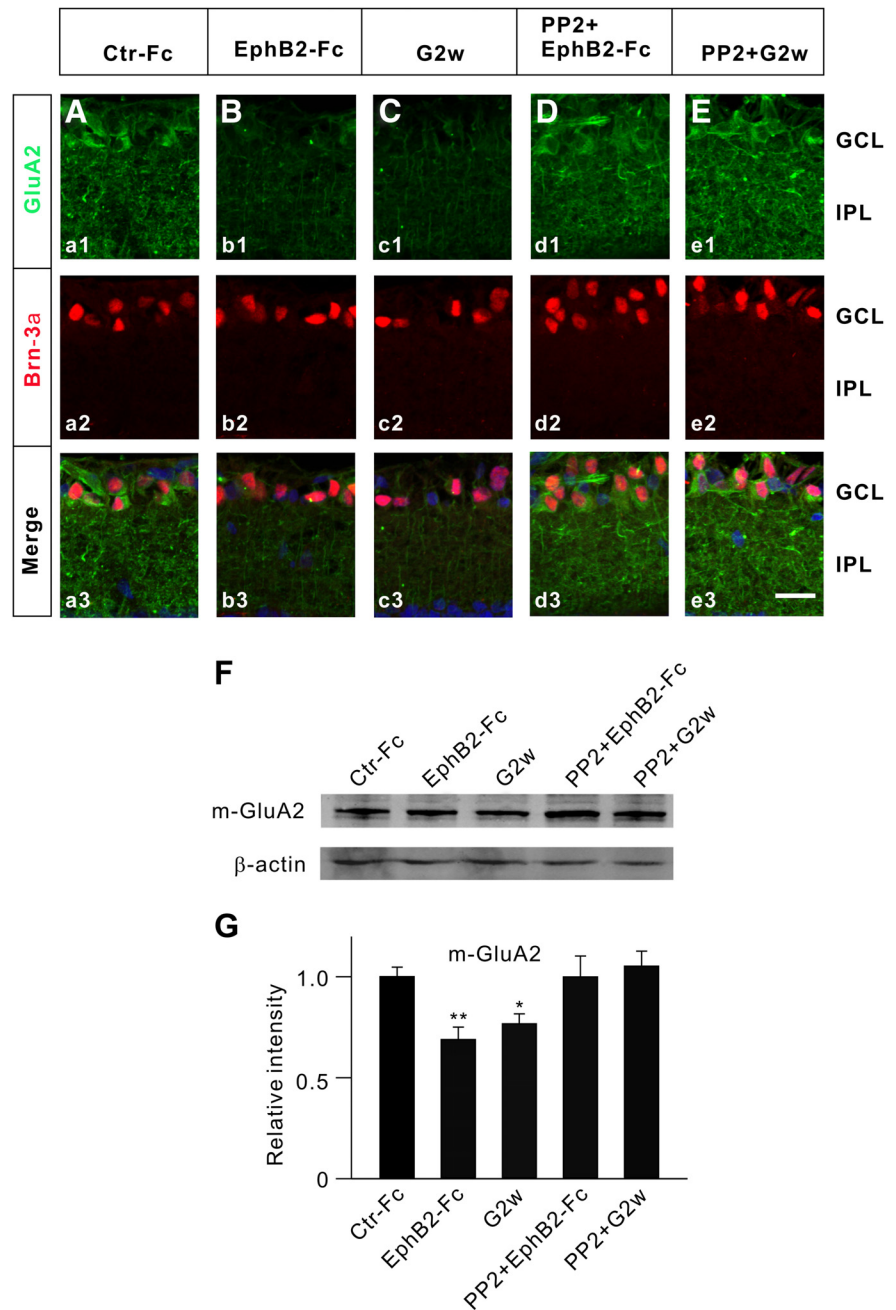 Ctr-Fc
EphB2-Fc
G2w
PP2+
EphB2-Fc
PP2+G2w
GluA2
A
B
C
D
E
GCL
IPL
a1
b1
c1
d1
e1
Brn-3a
GCL
IPL
a2
b2
c2
d2
e2
Merge
GCL
IPL
a3
b3
c3
d3
e3
F
Ctr-Fc
EphB2-Fc
G2w
PP2+EphB2-Fc
PP2+G2w
m-GluA2
β-actin
G
m-GluA2
Relative intensity
1.0
0.5
0
**
*
Ctr-Fc
EphB2-Fc
G2w
PP2+EphB2-Fc
PP2+G2w